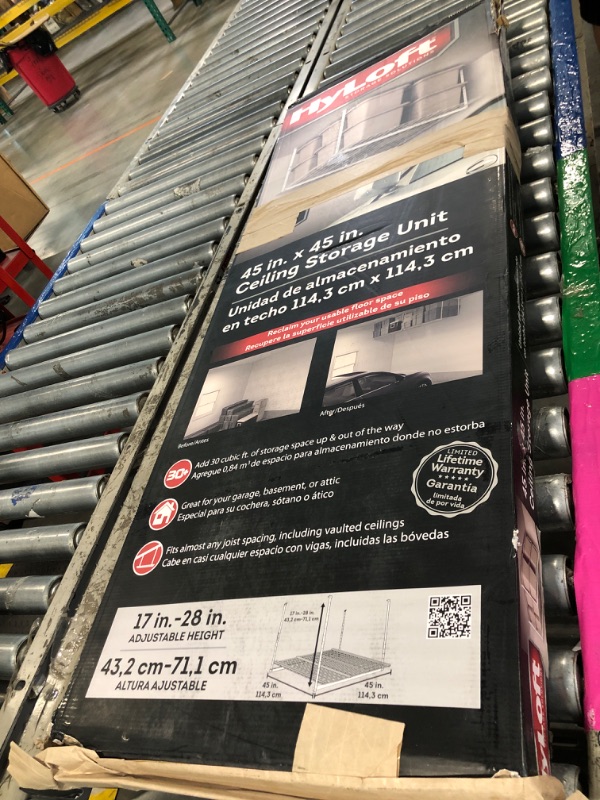 HyLoft
STORAGE SOLUTIONS
45 in. x 45 in.
Ceiling Storage Unit
Unidad de almacenamiento
en techo 114.3 cm x 114.3 cm
Reclaim your usable floor space
Recupere la superficie utilizable de su piso
Before/Antes
After/Después
30+
Add 30 cubic ft. of storage space up & out of the way
Agregue 0,84 m³ de espacio para almacenamiento donde no estorba
Great for your garage, basement, or attic
Especial para su cochera, sótano o ático
Fits almost any joist spacing, including vaulted ceilings
Cabe en casi cualquier espacio con vigas, incluidas las bóvedas
LIMITED
Lifetime
Warranty
Garantía
limitada
de por vida
17 in.-28 in.
ADJUSTABLE HEIGHT
43,2 cm-71,1 cm
ALTURA AJUSTABLE
17 in.-28 in.
43,2 cm-71,1 cm
45 in.
114,3 cm
45 in.
114,3 cm
HyLoft